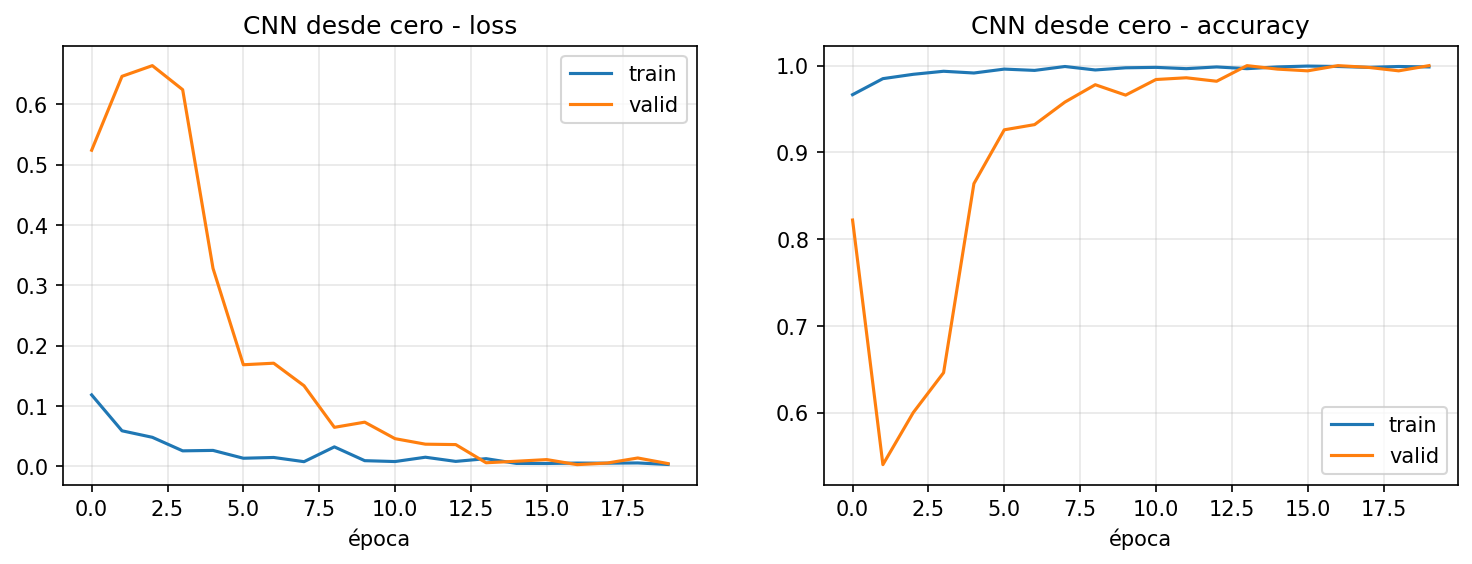 CNN desde cero - loss
train
valid
0.6
0.5
0.4
0.3
0.2
0.1
0.0
0.0 2.5 5.0 7.5 10.0 12.5 15.0 17.5
época
CNN desde cero - accuracy
1.0
0.9
0.8
0.7
0.6
train
valid
0.0 2.5 5.0 7.5 10.0 12.5 15.0 17.5
época